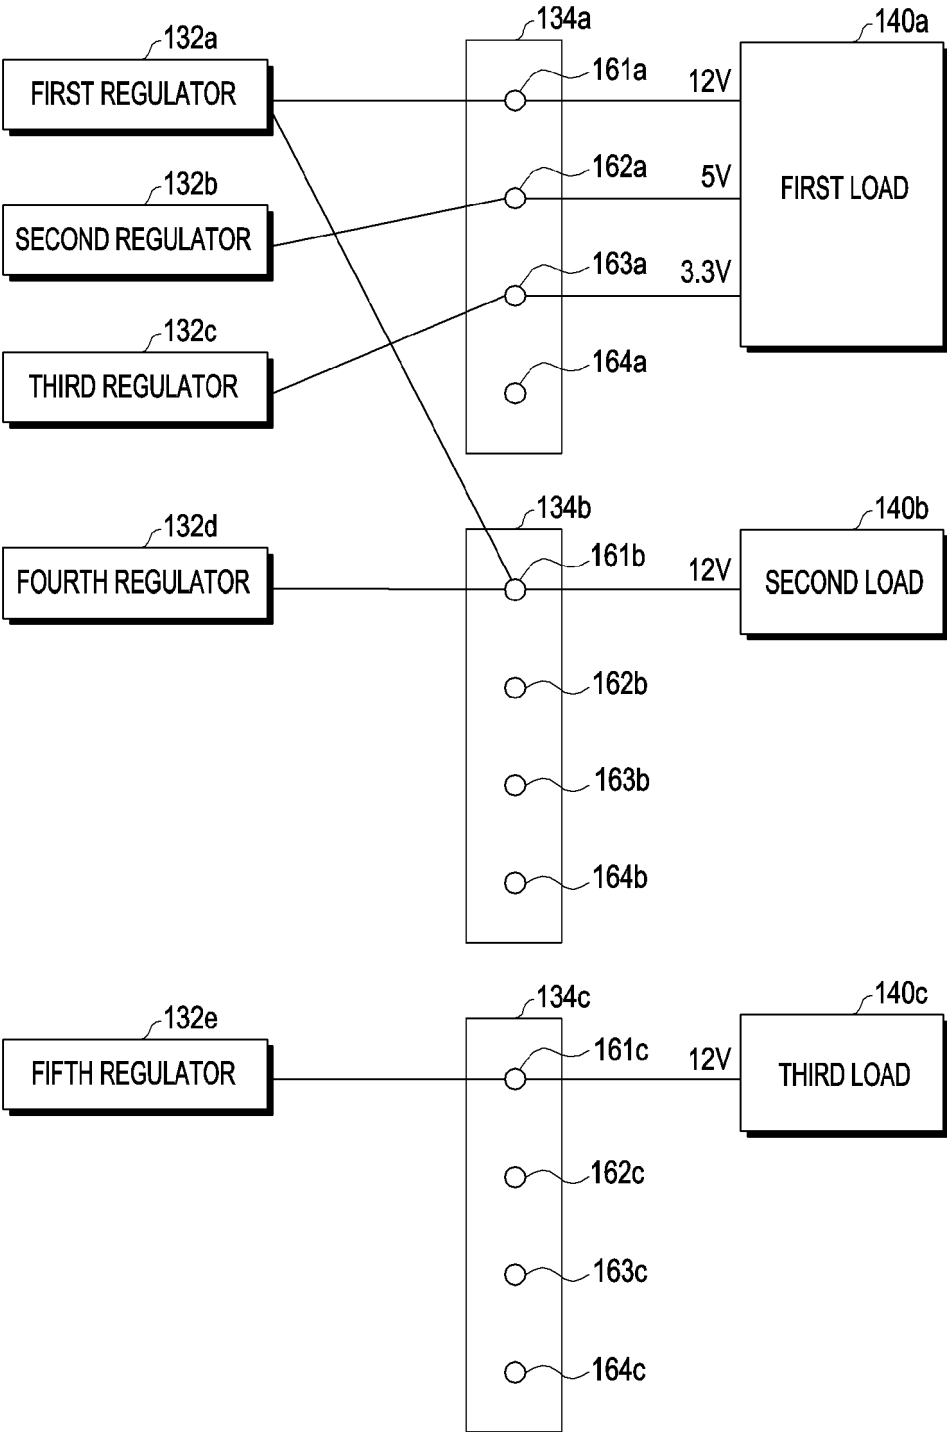 132a
FIRST REGULATOR
134a
161a
12V
140a
FIRST LOAD
132b
SECOND REGULATOR
162a
5V
163a
3.3V
132c
THIRD REGULATOR
164a
132d
FOURTH REGULATOR
134b
161b
12V
140b
SECOND LOAD
162b
163b
164b
132e
FIFTH REGULATOR
134c
161c
12V
140c
THIRD LOAD
162c
163c
164c